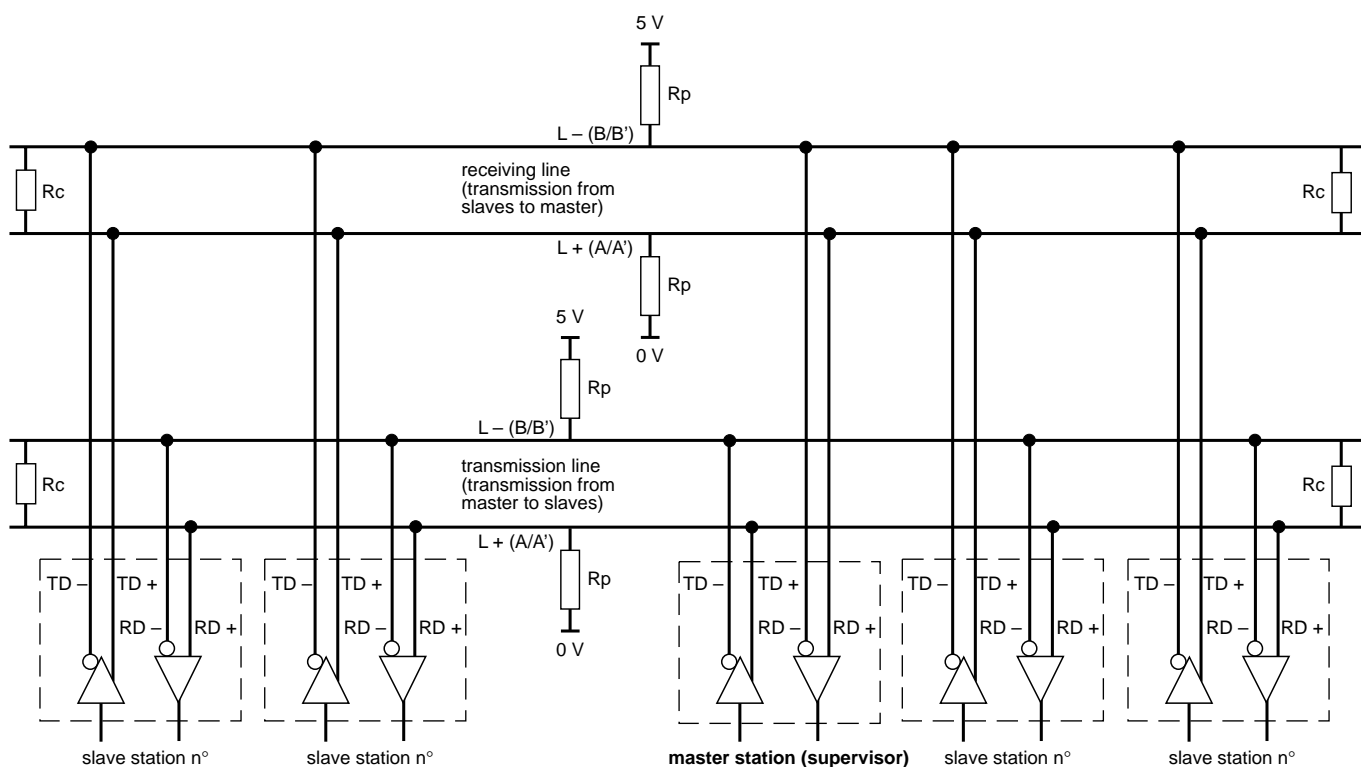 5 V
Rp
L – (B/B')
Rc
receiving line
(transmission from
slaves to master)
Rc
L + (A/A')
Rp
5 V
0 V
Rp
L – (B/B')
Rc
transmission line
(transmission from
master to slaves)
Rc
L + (A/A')
TD – TD +
TD – TD +
Rp
TD – TD +
TD – TD +
TD – TD +
RD – RD +
RD – RD +
0 V
RD – RD +
RD – RD +
RD – RD +
slave station n°
slave station n°
master station (supervisor)
slave station n°
slave station n°